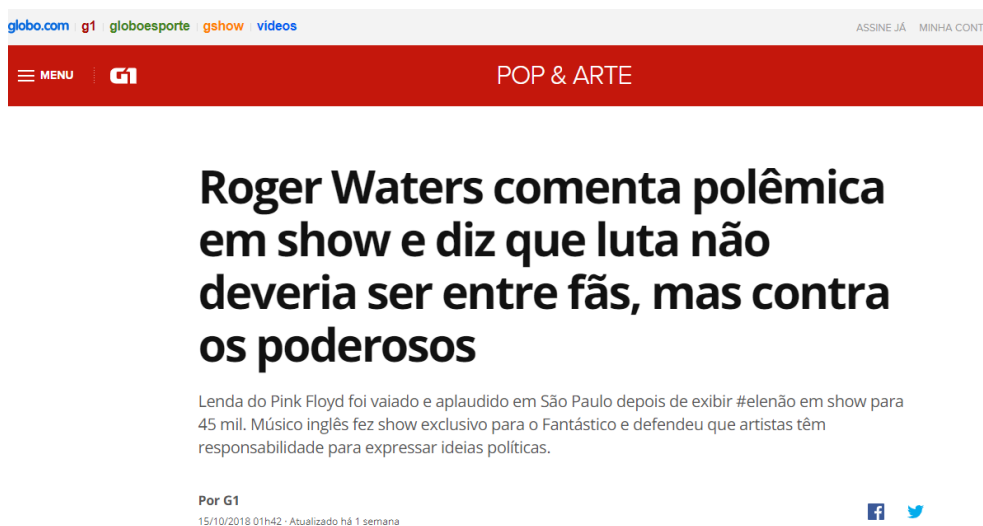 globo.com g1 globoesporte gshow videos
ASSINE JÁ MINHA CONT
MENU G1 POP & ARTE
Roger Waters comenta polêmica
em show e diz que luta não
deveria ser entre fãs, mas contra
os poderosos
Lenda do Pink Floyd foi vaiado e aplaudido em São Paulo depois de exibir #elenão em show para
45 mil. Músico inglês fez show exclusivo para o Fantástico e defendeu que artistas têm
responsabilidade para expressar ideias políticas.
Por G1
15/10/2018 01h42 · Atualizado há 1 semana